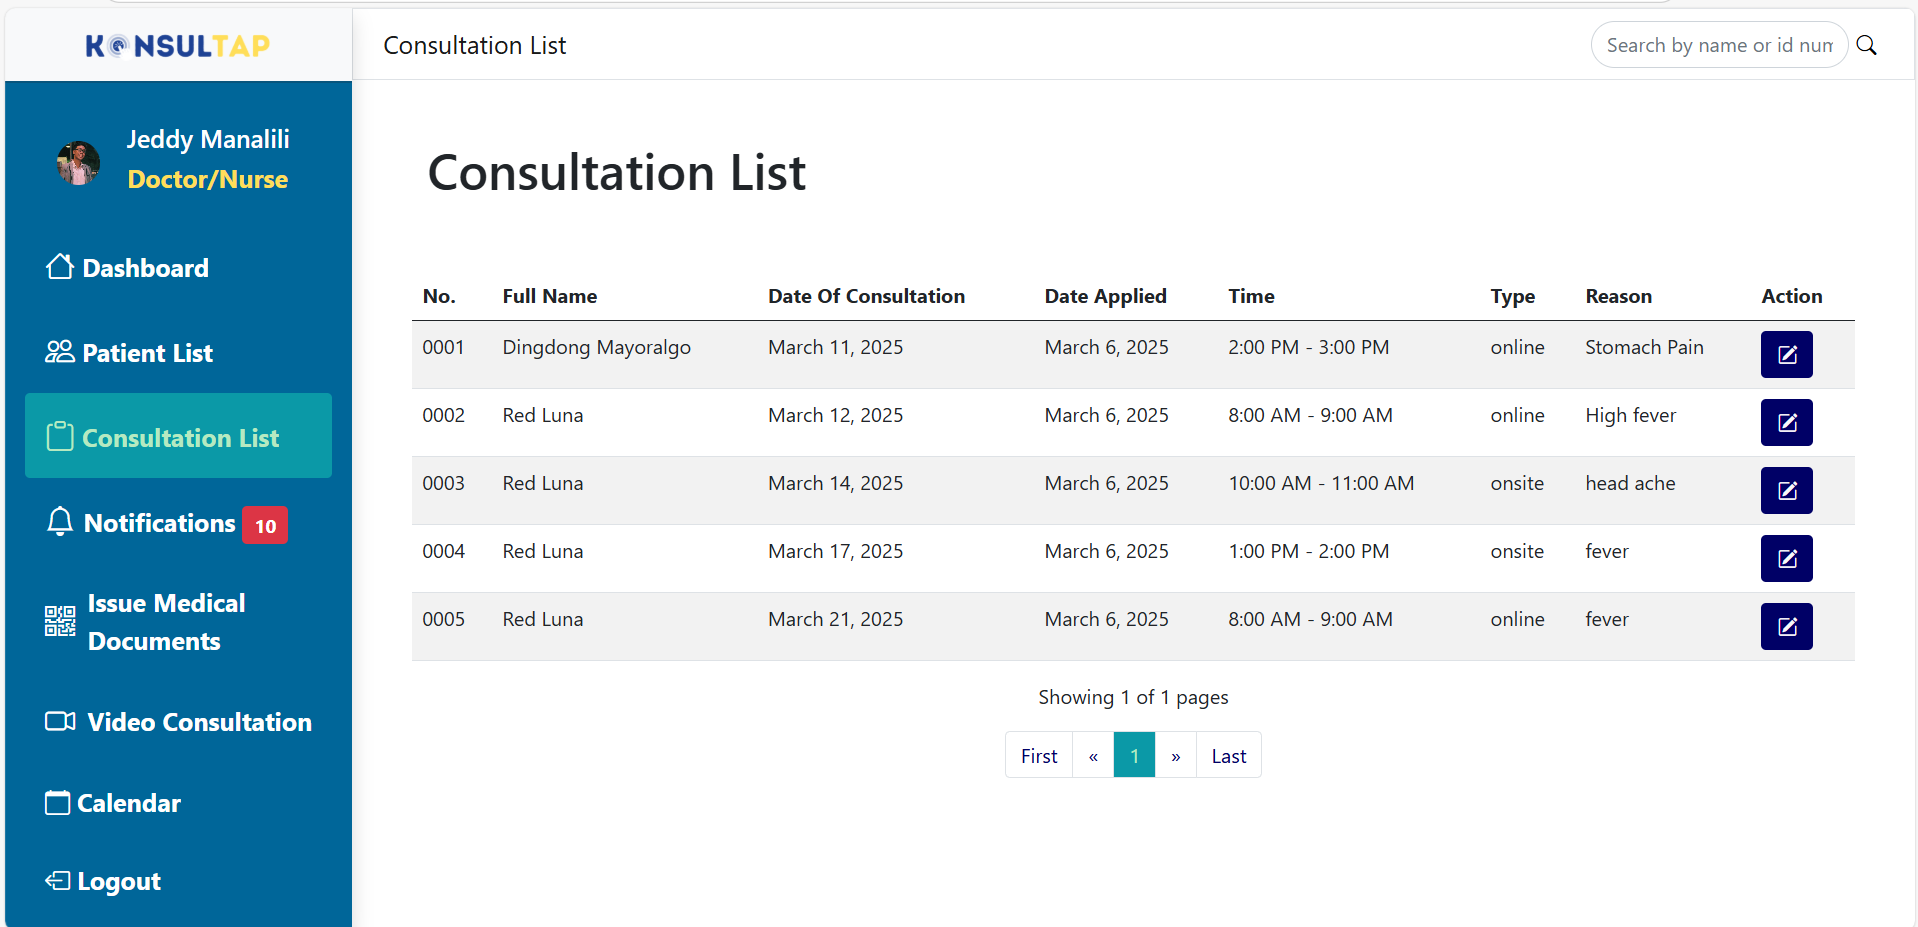 KONSULTAP
Consultation List
Search by name or id num
Jeddy Manalili
Doctor/Nurse
Dashboard
Patient List
Consultation List
Notifications 10
Issue Medical
Documents
Video Consultation
Calendar
Logout
Consultation List
No. Full Name Date Of Consultation Date Applied Time Type Reason Action
0001 Dingdong Mayoralgo March 11, 2025 March 6, 2025 2:00 PM - 3:00 PM online Stomach Pain
0002 Red Luna March 12, 2025 March 6, 2025 8:00 AM - 9:00 AM online High fever
0003 Red Luna March 14, 2025 March 6, 2025 10:00 AM - 11:00 AM onsite head ache
0004 Red Luna March 17, 2025 March 6, 2025 1:00 PM - 2:00 PM onsite fever
0005 Red Luna March 21, 2025 March 6, 2025 8:00 AM - 9:00 AM online fever
Showing 1 of 1 pages
First « 1 » Last